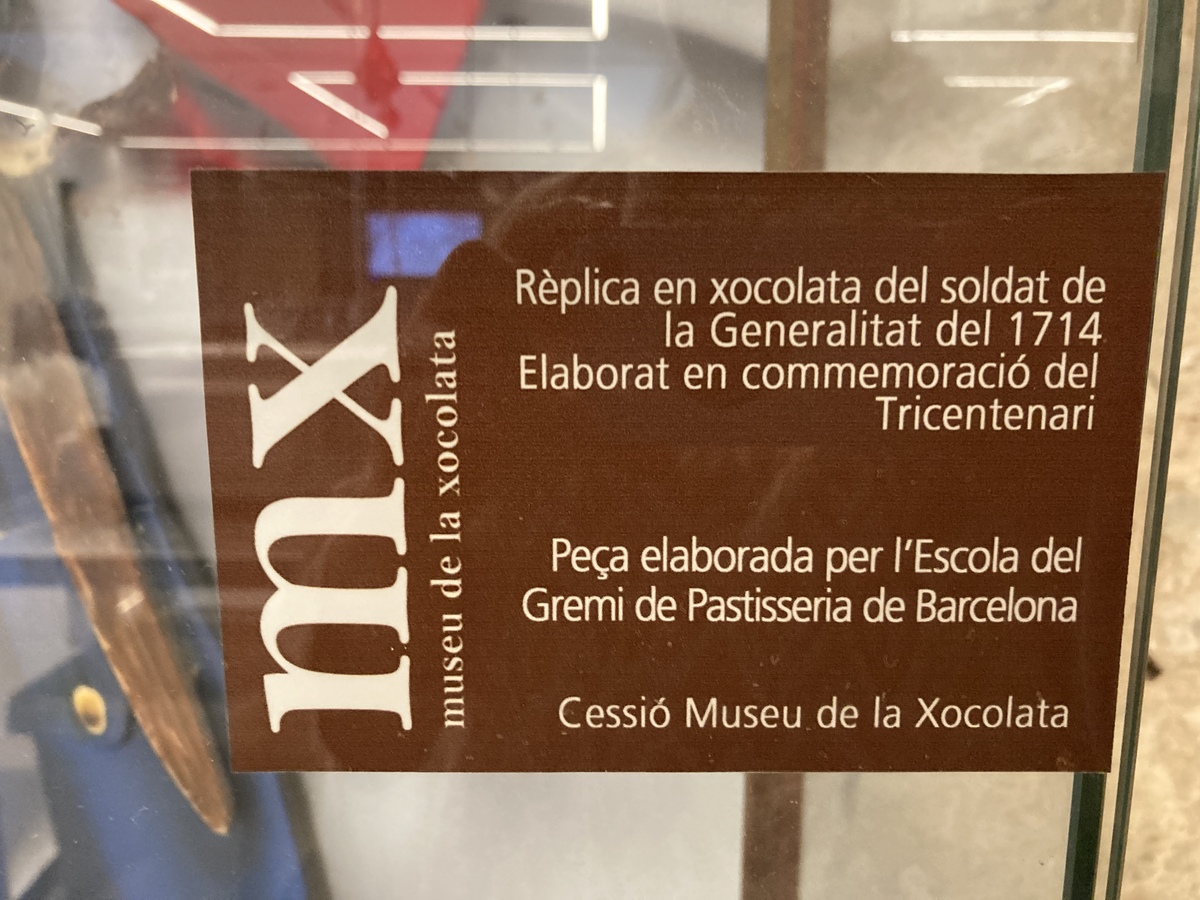 mx
museu de la xocolata
Rèplica en xocolata del soldat de
la Generalitat del 1714
Elaborat en commemoració del
Tricentenari
Peça elaborada per l'Escola del
Gremi de Pastisseria de Barcelona
Cessió Museu de la Xocolata